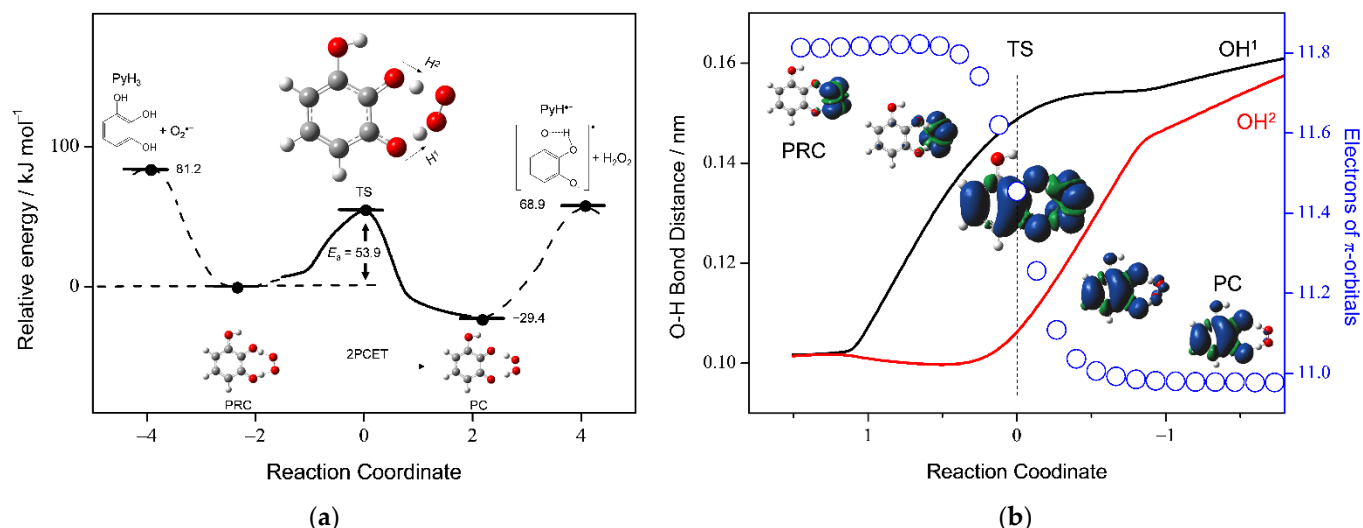 PyH₃
OH
OH
OH
+ O₂•−
81.2
H²
H¹
TS
Eₐ = 53.9
PyH•−
O
H
O
O
•
+ H₂O₂
68.9
−29.4
2PCET
PRC
PC
100
0
Relative energy / kJ mol⁻¹
−4
−2
0
2
4
Reaction Coordinate
(a)
TS
OH¹
OH²
PRC
PC
0.16
0.14
0.12
0.10
O-H Bond Distance / nm
11.8
11.6
11.4
11.2
11.0
Electrons of π-orbitals
1
0
−1
Reaction Coodinate
(b)